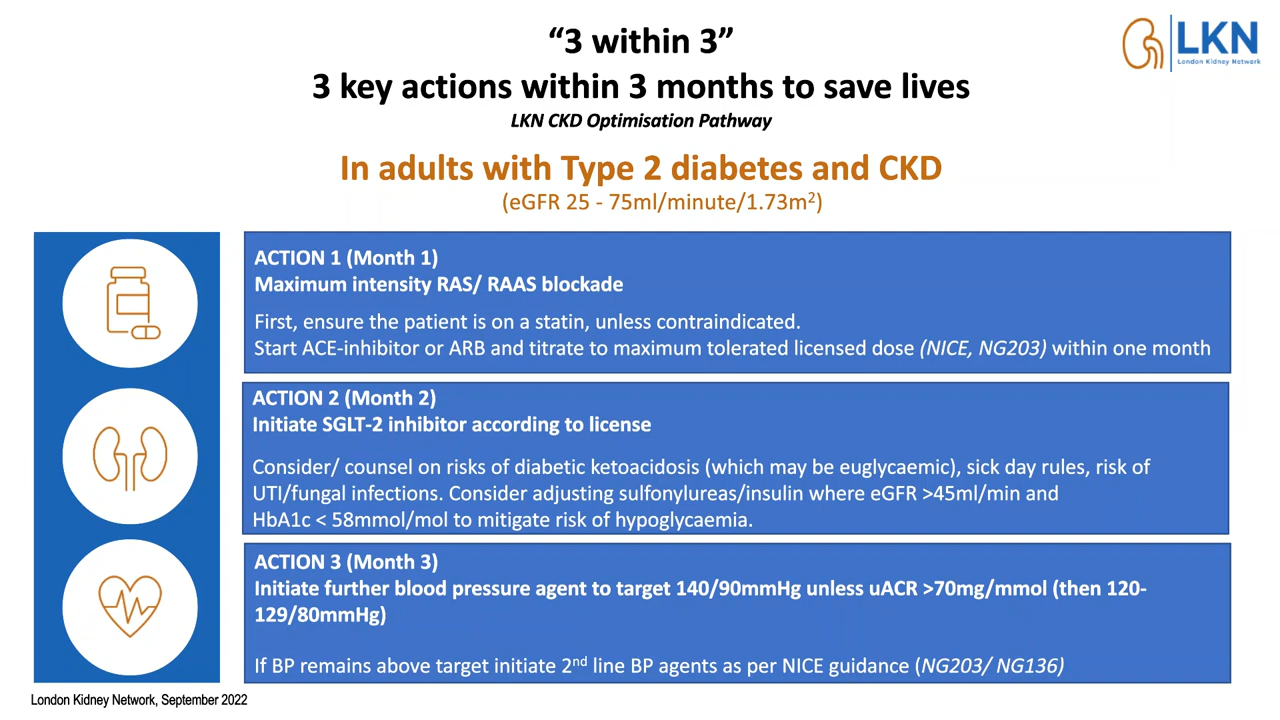 “3 within 3”
3 key actions within 3 months to save lives
LKN CKD Optimisation Pathway
LKN
London Kidney Network
In adults with Type 2 diabetes and CKD
(eGFR 25 - 75ml/minute/1.73m²)
ACTION 1 (Month 1)
Maximum intensity RAS/ RAAS blockade
First, ensure the patient is on a statin, unless contraindicated.
Start ACE-inhibitor or ARB and titrate to maximum tolerated licensed dose (NICE, NG203) within one month
ACTION 2 (Month 2)
Initiate SGLT-2 inhibitor according to license
Consider/ counsel on risks of diabetic ketoacidosis (which may be euglycaemic), sick day rules, risk of
UTI/fungal infections. Consider adjusting sulfonylureas/insulin where eGFR >45ml/min and
HbA1c < 58mmol/mol to mitigate risk of hypoglycaemia.
ACTION 3 (Month 3)
Initiate further blood pressure agent to target 140/90mmHg unless uACR >70mg/mmol (then 120-
129/80mmHg)
If BP remains above target initiate 2nd line BP agents as per NICE guidance (NG203/ NG136)
London Kidney Network, September 2022